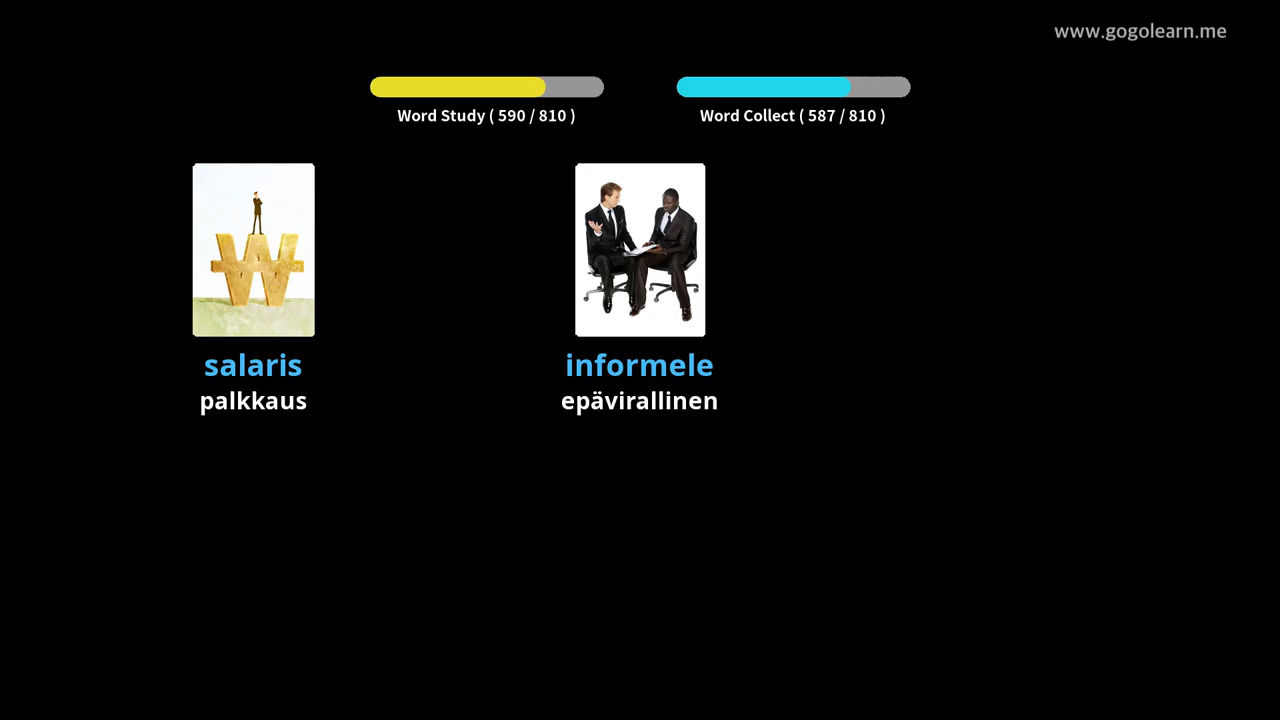 www.gogolearn.me
Word Study ( 590 / 810 )
Word Collect ( 587 / 810 )
salaris
palkkaus
informele
epävirallinen